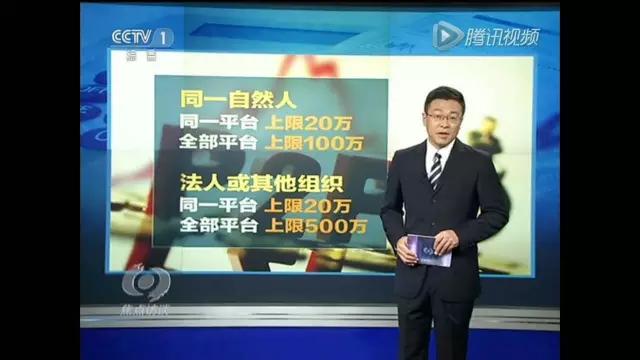 CCTV 1
综合
腾讯视频
同一自然人
同一平台 上限20万
全部平台 上限100万
法人或其他组织
同一平台 上限20万
全部平台 上限500万
焦点访谈